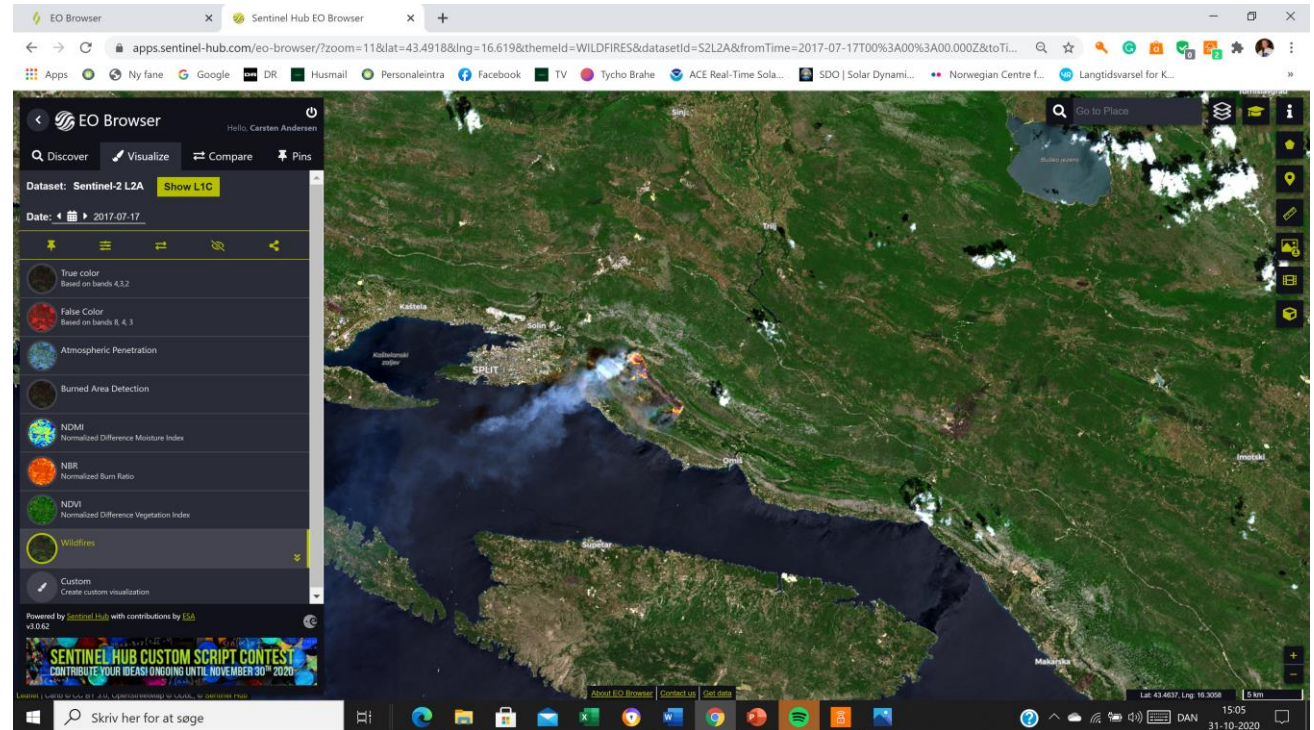 EO Browser
Sentinel Hub EO Browser
apps.sentinel-hub.com/eo-browser/?zoom=11&lat=43.4918&lng=16.619&themeId=WILDFIRES&datasetId=S2L2A&fromTime=2017-07-17T00%3A00%3A00.000Z&toTi...
Apps
Ny fane
Google
DR
Husmail
Personaleintra
Facebook
TV
Tycho Brahe
ACE Real-Time Sola...
SDO | Solar Dynami...
Norwegian Centre f...
Langtidsvarsel for K...
EO Browser
Hello, Carsten Andersen
Discover
Visualize
Compare
Pins
Dataset: Sentinel-2 L2A
Show L1C
Date: 2017-07-17
True color
Based on bands 4,3,2
False Color
Based on bands 8, 4, 3
Atmospheric Penetration
Burned Area Detection
NDMI
Normalized Difference Moisture Index
NBR
Normalized Burn Ratio
NDVI
Normalized Difference Vegetation Index
Wildfires
Custom
Create custom visualization
Powered by Sentinel Hub with contributions by ESA
v3.0.62
SENTINEL HUB CUSTOM SCRIPT CONTEST
CONTRIBUTE YOUR IDEAS! ONGOING UNTIL NOVEMBER 30TH 2020
Go to Place
Sinj
Buško jezero
Trilj
Kaštela
Solin
Kaštelanski
zaljev
SPLIT
Omiš
Imotski
Supetar
Makarska
About EO Browser
Contact us
Get data
Lat: 43.4637, Lng: 16.3058
5 km
Skriv her for at søge
DAN
15:05
31-10-2020